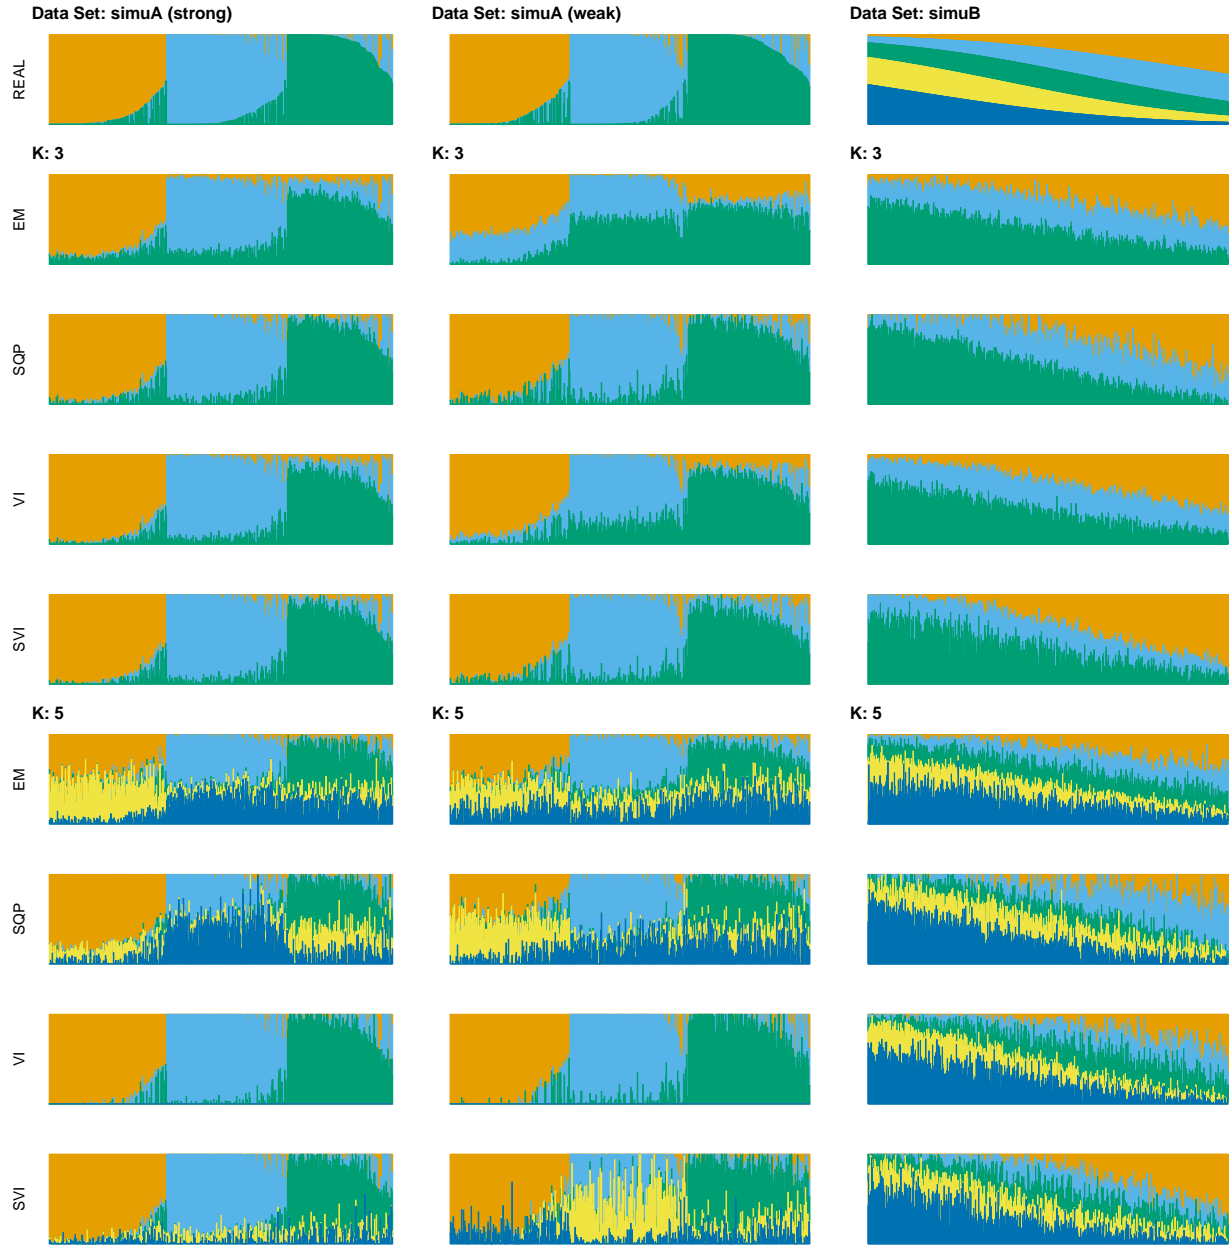 Data Set: simuA (strong)
Data Set: simuA (weak)
Data Set: simuB
REAL
K: 3
K: 3
K: 3
EM
SQP
VI
SVI
K: 5
K: 5
K: 5
EM
SQP
VI
SVI